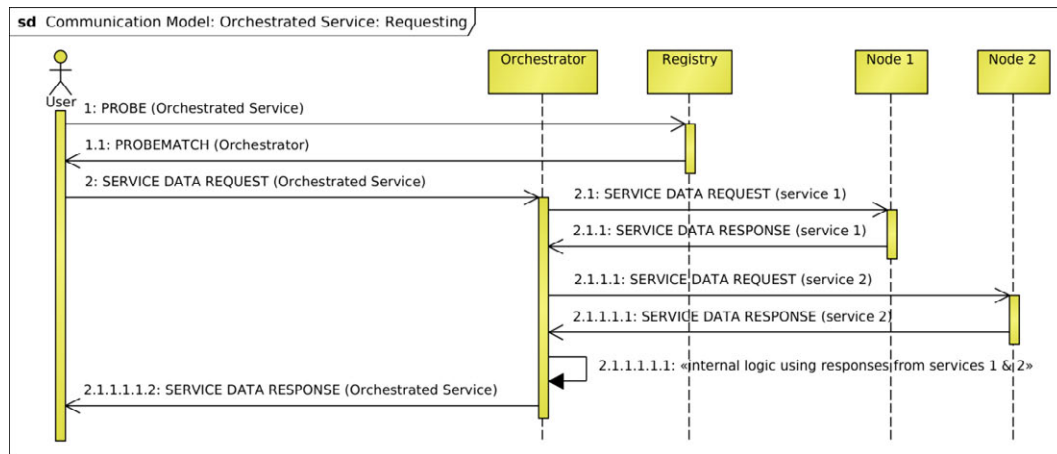 sd Communication Model: Orchestrated Service: Requesting
Orchestrator
Registry
Node 1
Node 2
User
1: PROBE (Orchestrated Service)
1.1: PROBEMATCH (Orchestrator)
2: SERVICE DATA REQUEST (Orchestrated Service)
2.1: SERVICE DATA REQUEST (service 1)
2.1.1: SERVICE DATA RESPONSE (service 1)
2.1.1.1: SERVICE DATA REQUEST (service 2)
2.1.1.1.1: SERVICE DATA RESPONSE (service 2)
2.1.1.1.1.1: «internal logic using responses from services 1 & 2»
2.1.1.1.1.2: SERVICE DATA RESPONSE (Orchestrated Service)